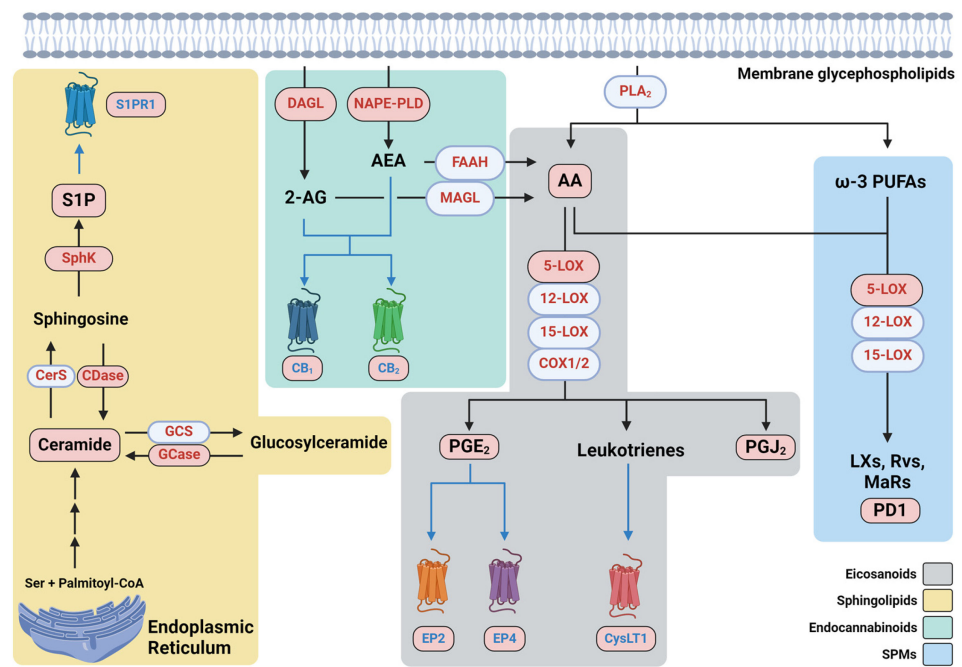 Membrane glycephospholipids
S1PR1
S1P
SphK
Sphingosine
CerS
CDase
Ceramide
GCS
GCase
Glucosylceramide
Ser + Palmitoyl-CoA
Endoplasmic
Reticulum
DAGL
NAPE-PLD
AEA
FAAH
2-AG
MAGL
CB₁
CB₂
PLA₂
AA
5-LOX
12-LOX
15-LOX
COX1/2
PGE₂
Leukotrienes
PGJ₂
EP2
EP4
CysLT1
ω-3 PUFAs
5-LOX
12-LOX
15-LOX
LXs, Rvs,
MaRs
PD1
Eicosanoids
Sphingolipids
Endocannabinoids
SPMs